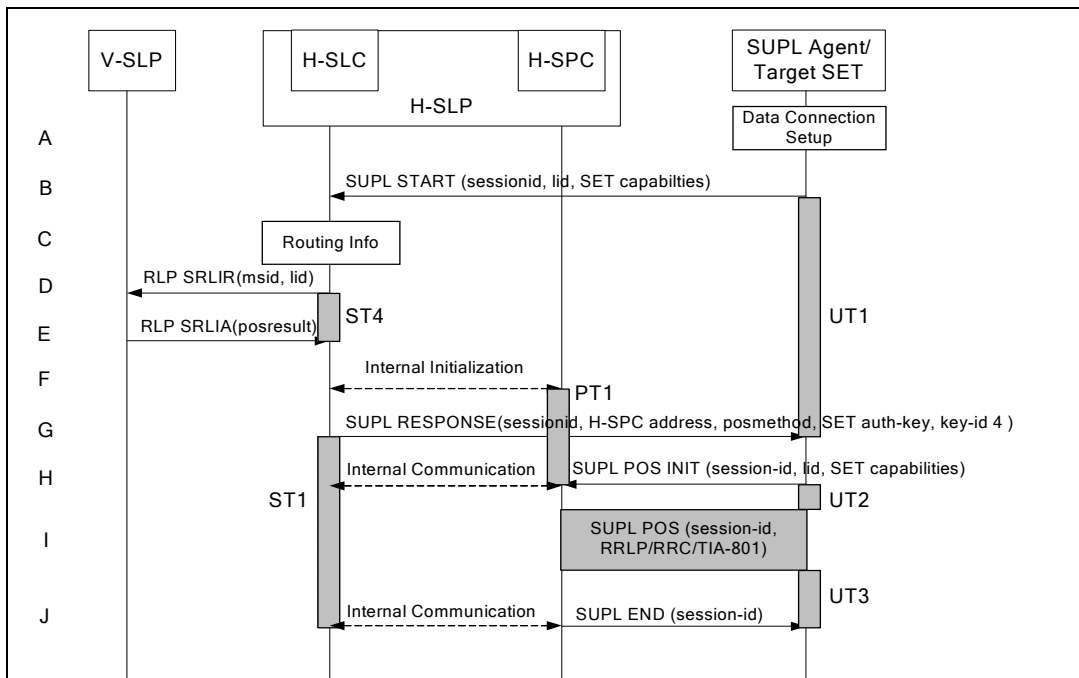 V-SLP
H-SLC
H-SPC
SUPL Agent/
Target SET
H-SLP
A
Data Connection
Setup
B
SUPL START (sessionid, lid, SET capabilties)
C
Routing Info
D
RLP SRLIR(msid, lid)
ST4
UT1
E
RLP SRLIA(posresult)
F
Internal Initialization
PT1
G
SUPL RESPONSE(sessionid, H-SPC address, posmethod, SET auth-key, key-id 4 )
H
Internal Communication
SUPL POS INIT (session-id, lid, SET capabilities)
ST1
UT2
I
SUPL POS (session-id,
RRLP/RRC/TIA-801)
UT3
J
Internal Communication
SUPL END (session-id)